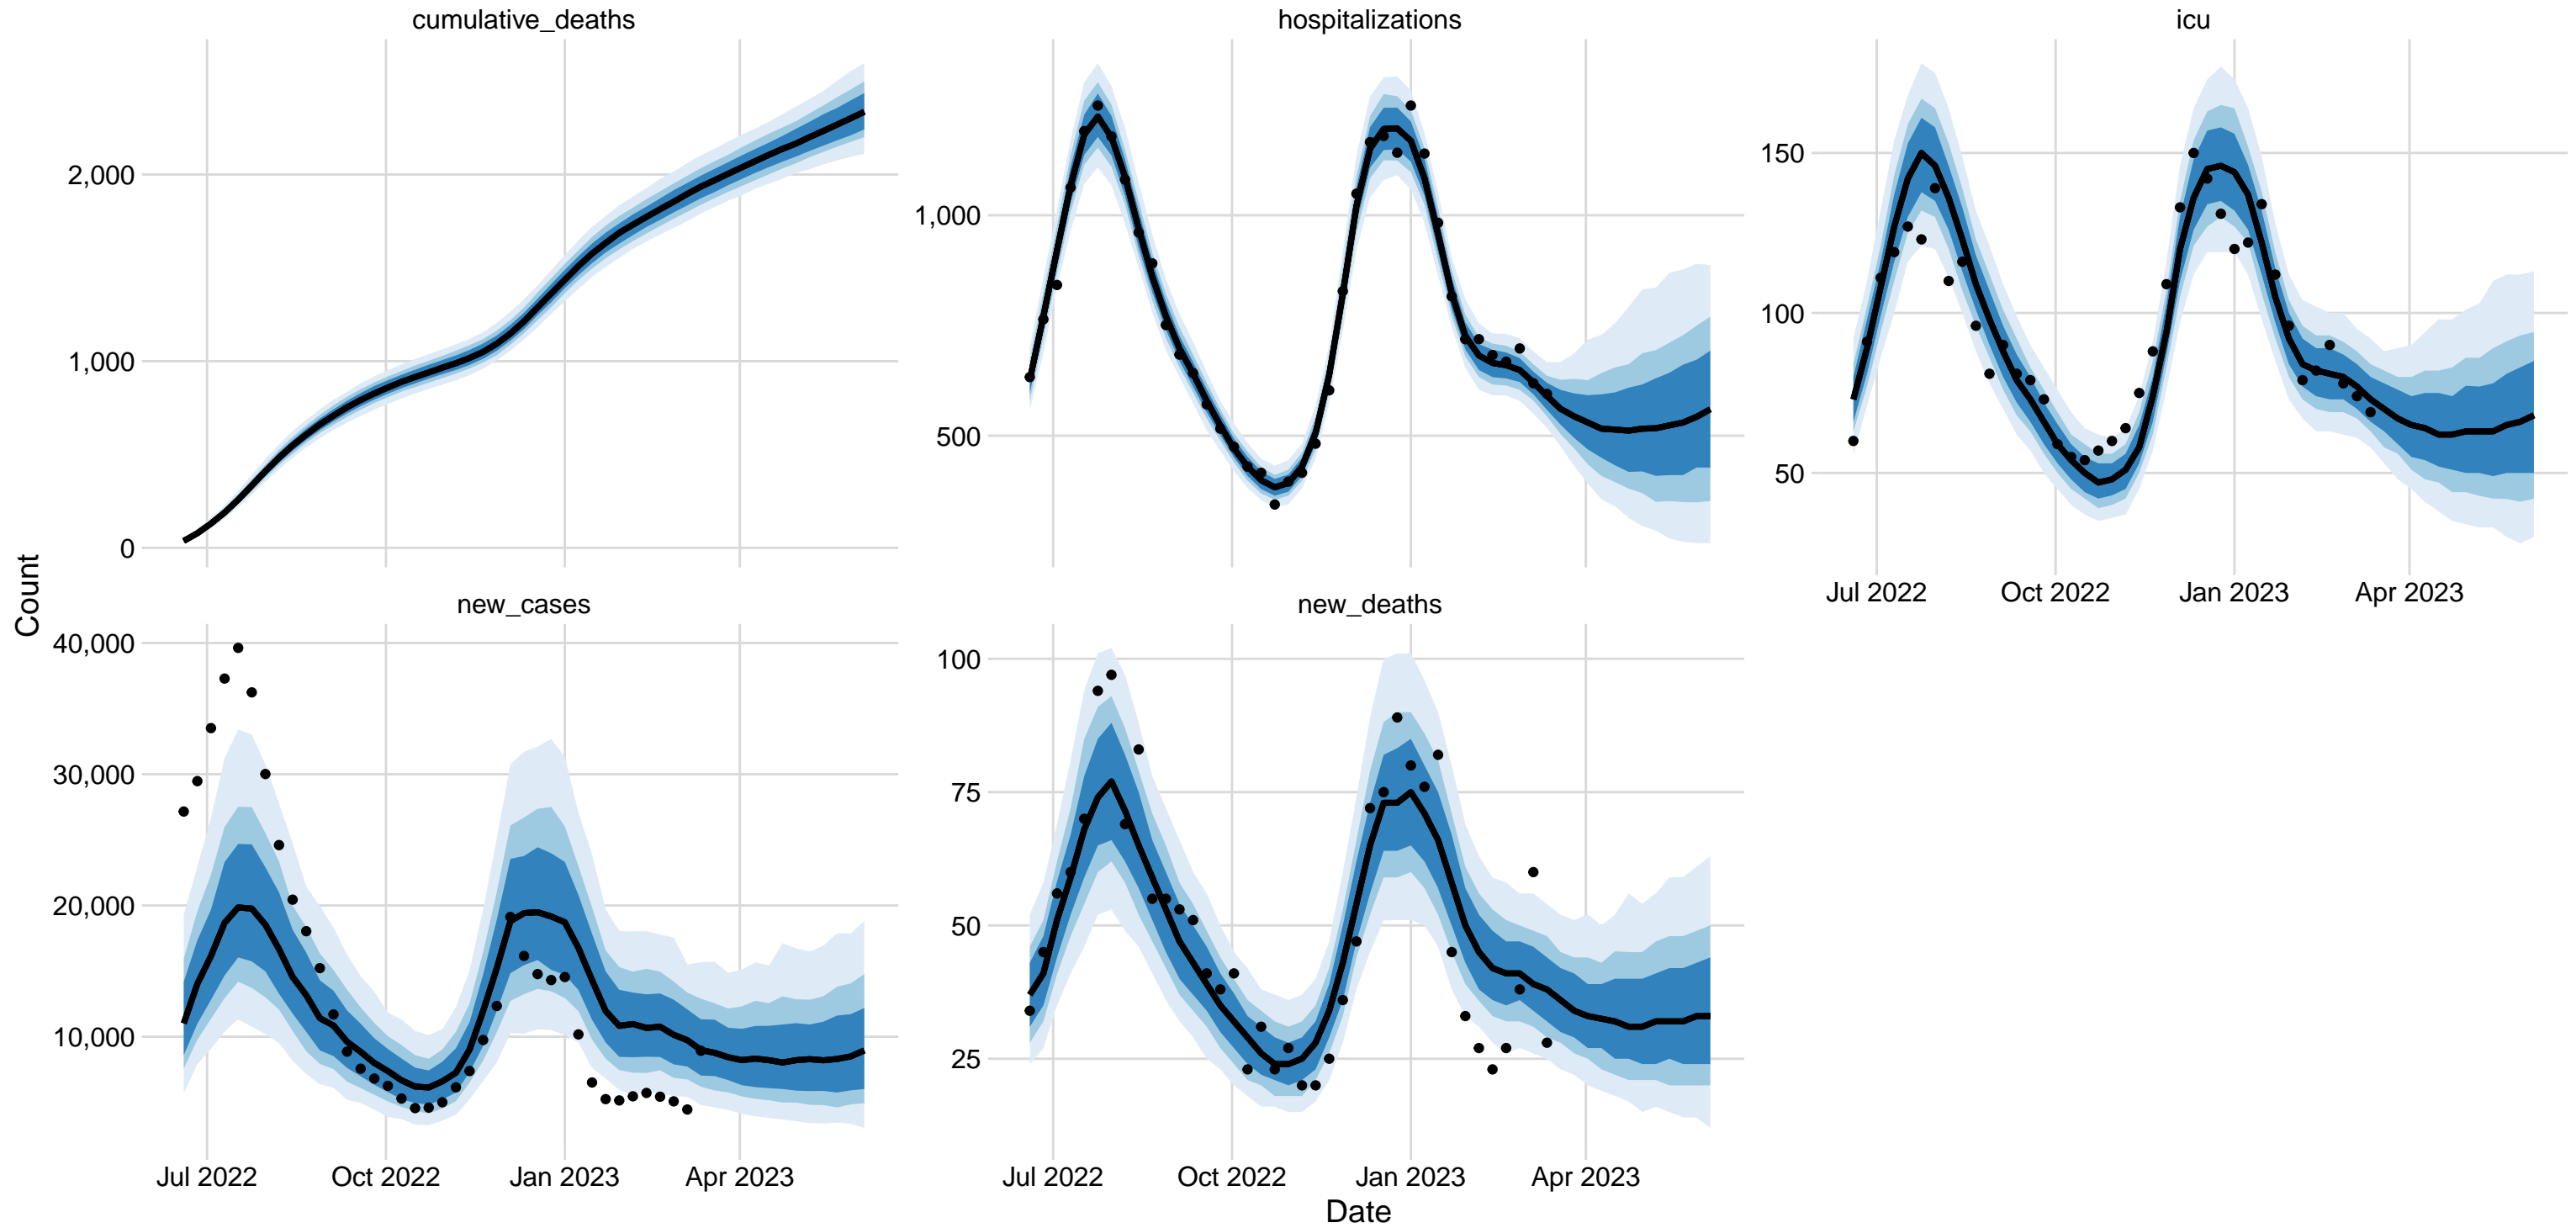 cumulative_deaths
hospitalizations
icu
2,000
1,000
0
1,000
500
150
100
50
Jul 2022
Oct 2022
Jan 2023
Apr 2023
Count
new_cases
new_deaths
40,000
30,000
20,000
10,000
100
75
50
25
Jul 2022
Oct 2022
Jan 2023
Apr 2023
Jul 2022
Oct 2022
Jan 2023
Apr 2023
Date